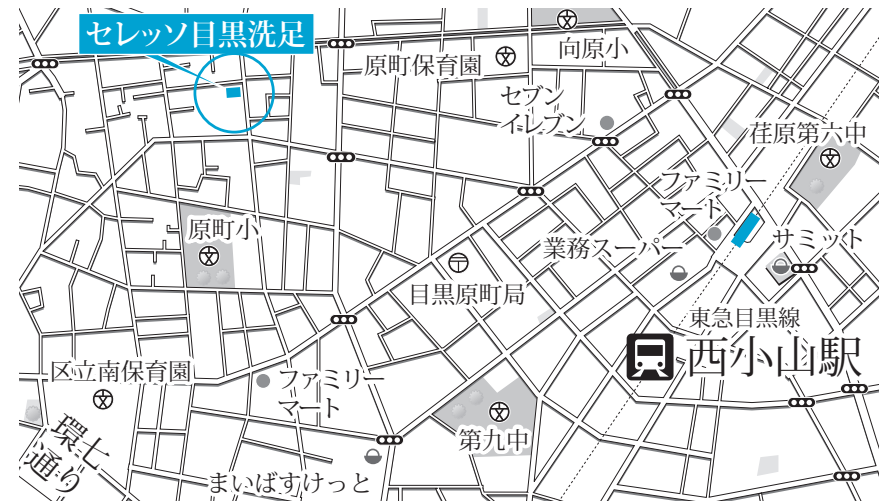 セレッソ目黒洗足
向原小
原町保育園
セブン
イレブン
荏原第六中
ファミリー
マート
原町小
業務スーパー
サミット
目黒原町局
東急目黒線
西小山駅
区立南保育園
ファミリー
マート
環七
通り
第九中
まいばすけっと